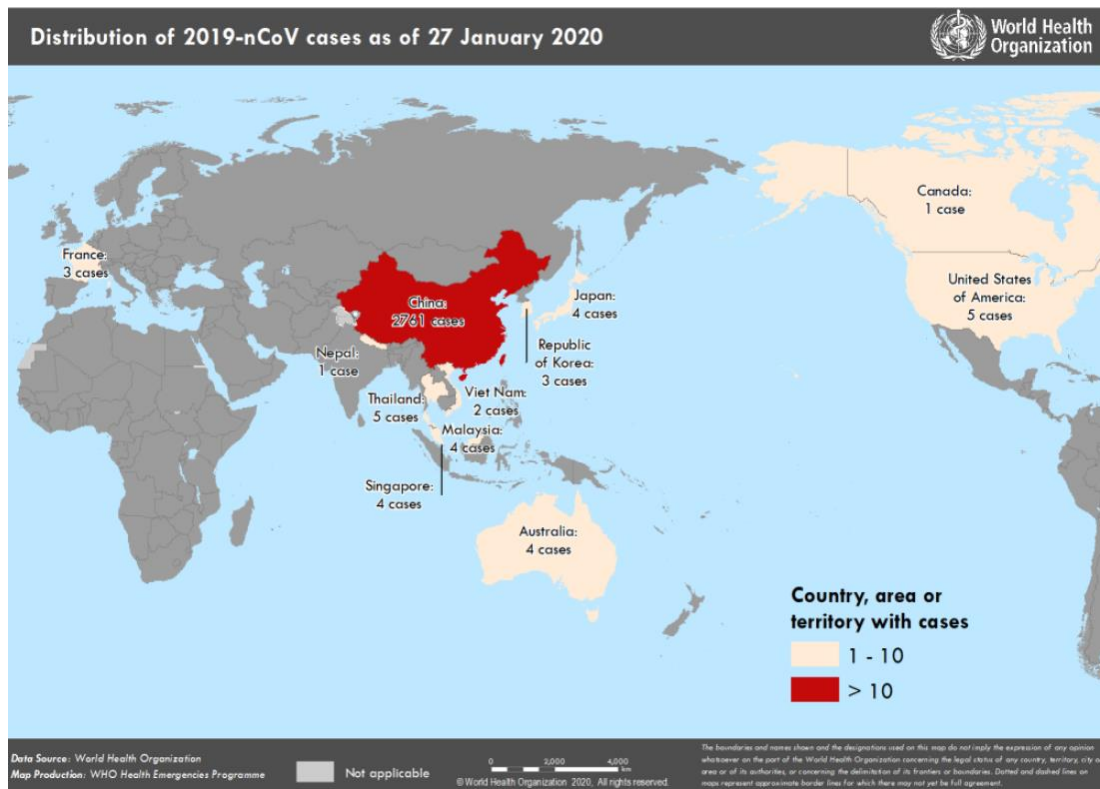 Distribution of 2019-nCoV cases as of 27 January 2020
World Health
Organization
Canada:
1 case
France:
3 cases
United States
of America:
5 cases
China:
2761 cases
Japan:
4 cases
Republic
of Korea:
3 cases
Nepal:
1 case
Thailand:
5 cases
Viet Nam:
2 cases
Malaysia:
4 cases
Singapore:
4 cases
Australia:
4 cases
Country, area or
territory with cases
1 - 10
> 10
Data Source: World Health Organization
Map Production: WHO Health Emergencies Programme
Not applicable
0 2,000 4,000
km
© World Health Organization 2020, All rights reserved.
The boundaries and names shown and the designations used on this map do not imply the expression of any opinion
whatsoever on the part of the World Health Organization concerning the legal status of any country, territory, city or
area or of its authorities, or concerning the delimitation of its frontiers or boundaries. Dotted and dashed lines on
maps represent approximate border lines for which there may not yet be full agreement.